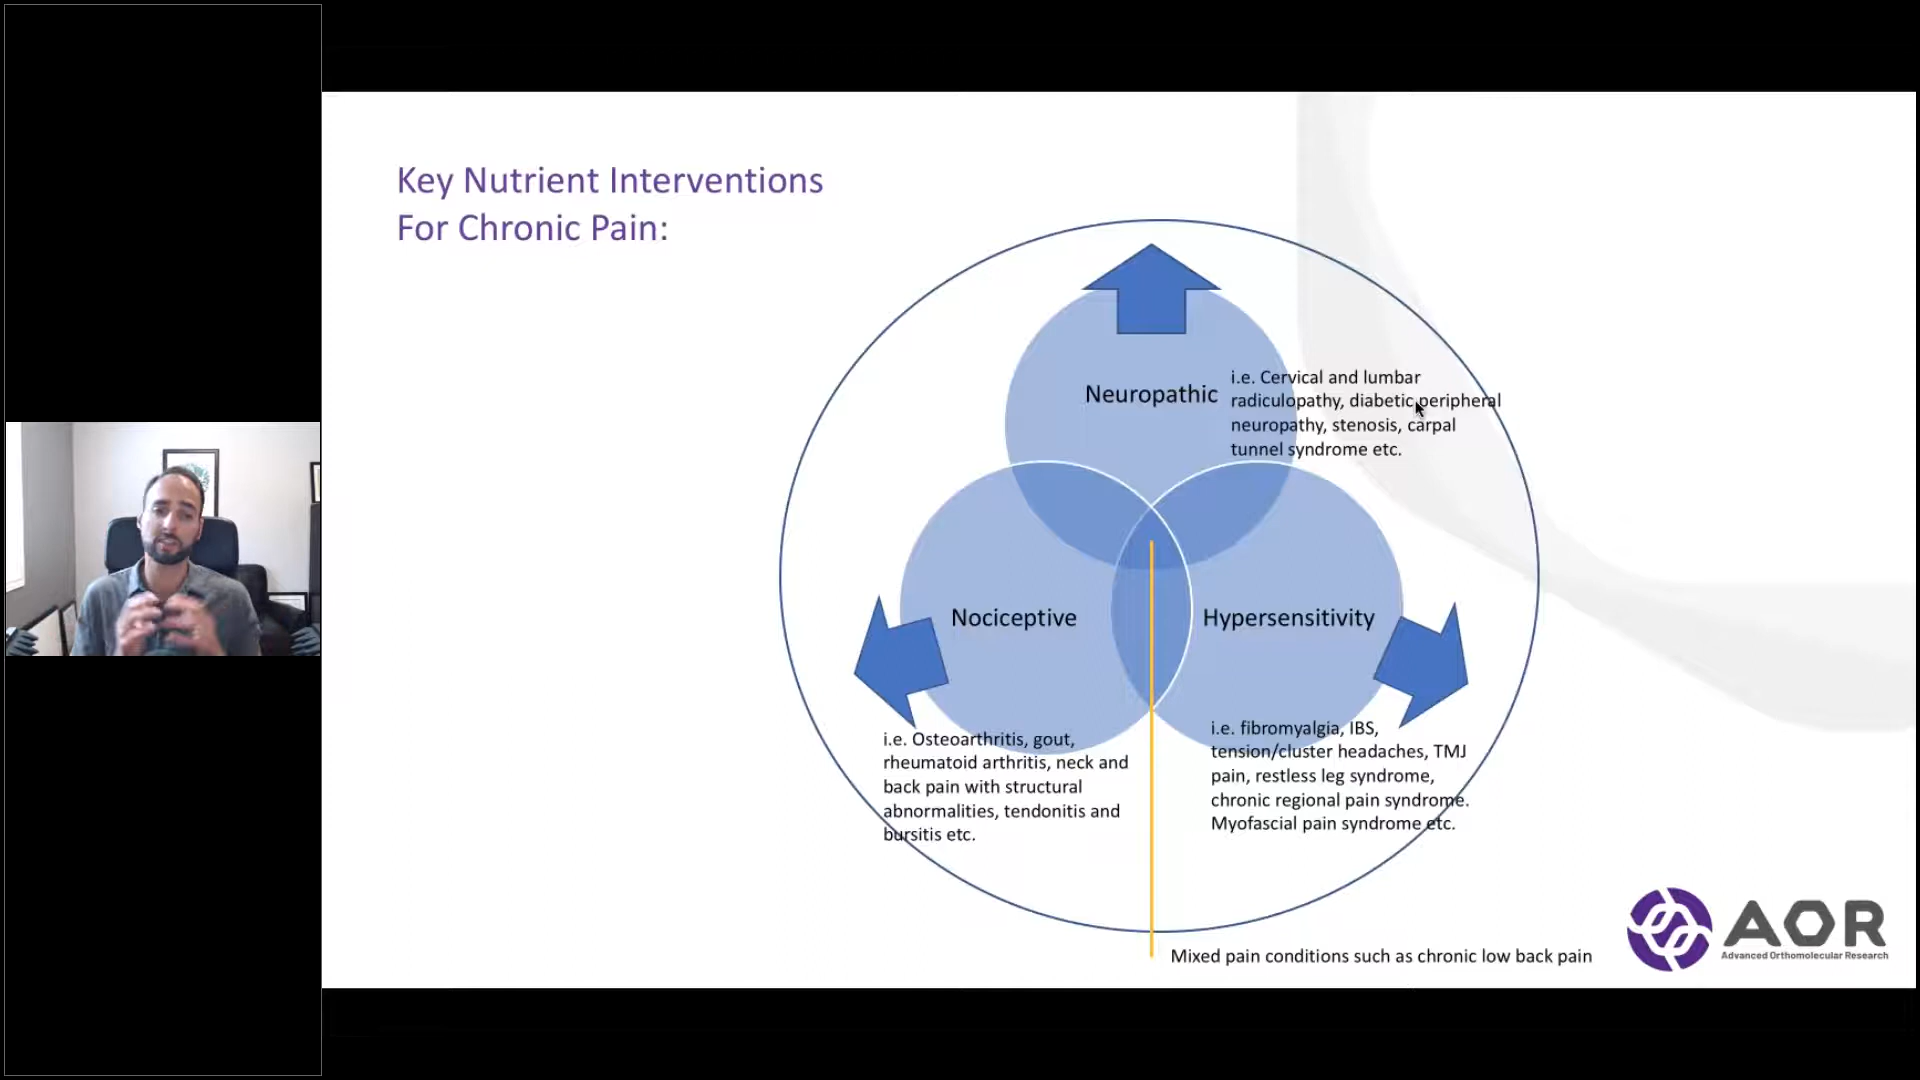 Key Nutrient Interventions
For Chronic Pain:
Neuropathic
i.e. Cervical and lumbar
radiculopathy, diabetic peripheral
neuropathy, stenosis, carpal
tunnel syndrome etc.
Nociceptive
Hypersensitivity
i.e. Osteoarthritis, gout,
rheumatoid arthritis, neck and
back pain with structural
abnormalities, tendonitis and
bursitis etc.
i.e. fibromyalgia, IBS,
tension/cluster headaches, TMJ
pain, restless leg syndrome,
chronic regional pain syndrome.
Myofascial pain syndrome etc.
Mixed pain conditions such as chronic low back pain
AOR
Advanced Orthomolecular Research